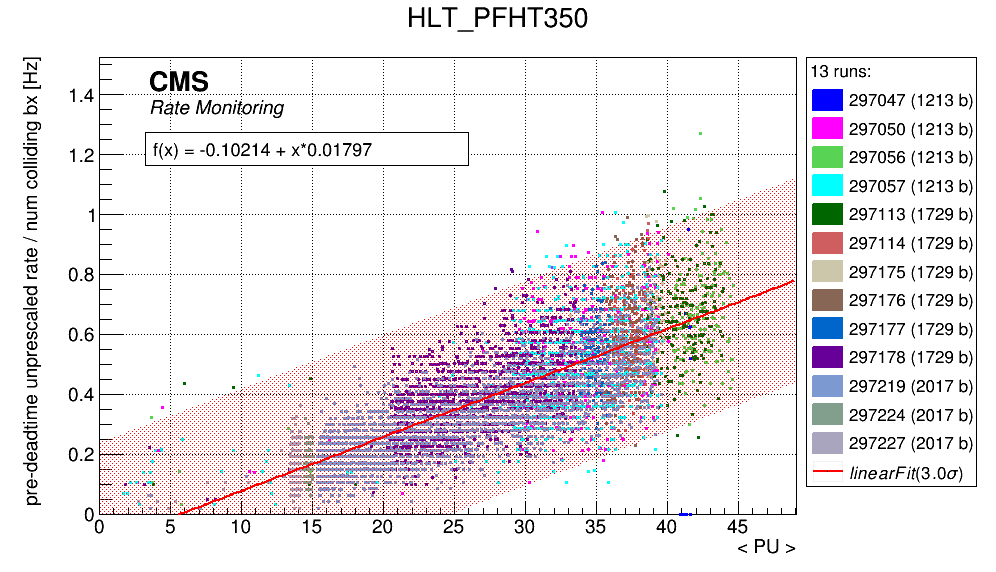 HLT_PFHT350
pre-deadtime unprescaled rate / num colliding bx [Hz]
CMS
Rate Monitoring
f(x) = -0.10214 + x*0.01797
1.4
1.2
1
0.8
0.6
0.4
0.2
0
0 5 10 15 20 25 30 35 40 45
< PU >
13 runs:
297047 (1213 b)
297050 (1213 b)
297056 (1213 b)
297057 (1213 b)
297113 (1729 b)
297114 (1729 b)
297175 (1729 b)
297176 (1729 b)
297177 (1729 b)
297178 (1729 b)
297219 (2017 b)
297224 (2017 b)
297227 (2017 b)
linearFit(3.0σ)